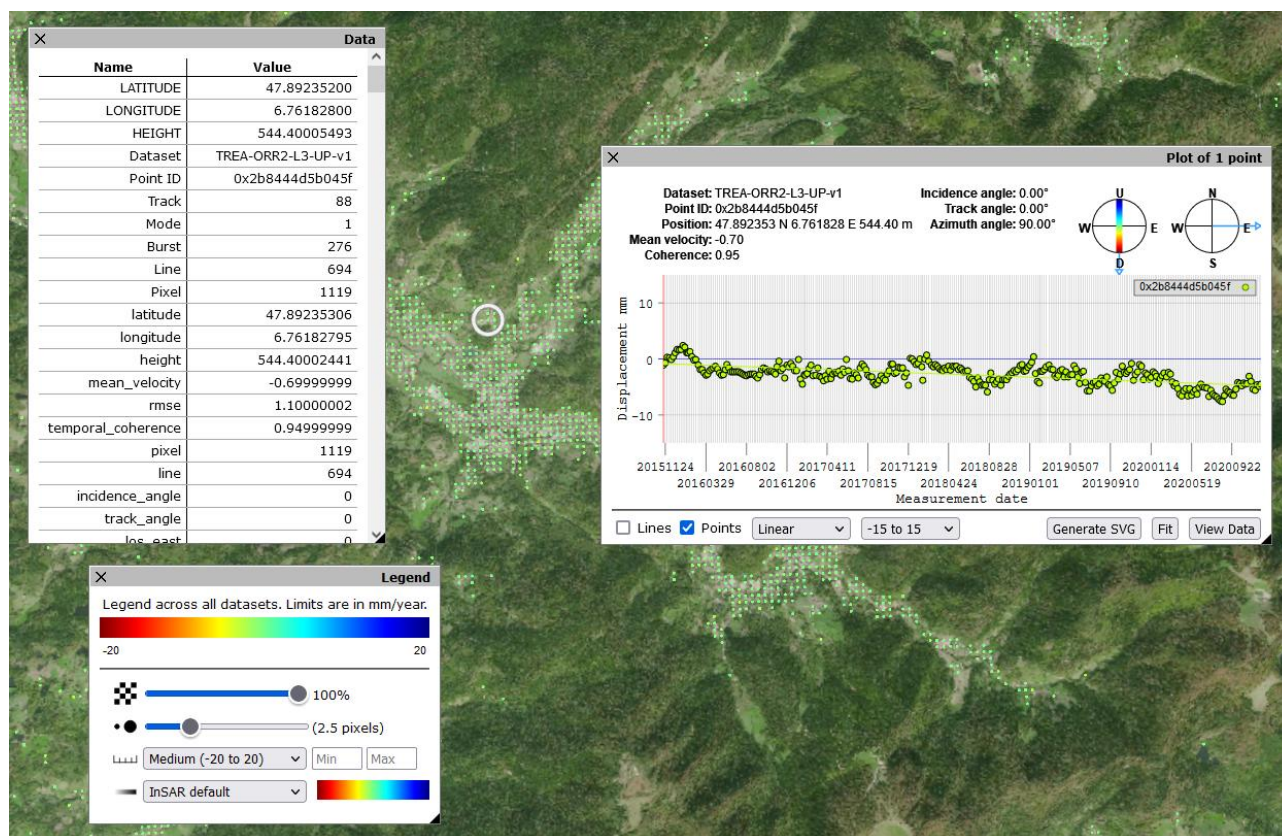 Data
Name Value
LATITUDE 47.89235200
LONGITUDE 6.76182800
HEIGHT 544.40005493
Dataset TREA-ORR2-L3-UP-v1
Point ID 0x2b8444d5b045f
Track 88
Mode 1
Burst 276
Line 694
Pixel 1119
latitude 47.89235306
longitude 6.76182795
height 544.40002441
mean_velocity -0.69999999
rmse 1.10000002
temporal_coherence 0.94999999
pixel 1119
line 694
incidence_angle 0
track_angle 0
los_east 0
Plot of 1 point
Dataset: TREA-ORR2-L3-UP-v1 Incidence angle: 0.00°
Point ID: 0x2b8444d5b045f Track angle: 0.00°
Position: 47.892353 N 6.761828 E 544.40 m Azimuth angle: 90.00°
Mean velocity: -0.70
Coherence: 0.95
U N
W E W E
D S
0x2b8444d5b045f
Displacement mm
10
0
-10
20151124 20160802 20170411 20171219 20180828 20190507 20200114 20200922
20160329 20161206 20170815 20180424 20190101 20190910 20200519
Measurement date
Lines Points Linear -15 to 15 Generate SVG Fit View Data
Legend
Legend across all datasets. Limits are in mm/year.
-20 20
100%
(2.5 pixels)
Medium (-20 to 20) Min Max
InSAR default